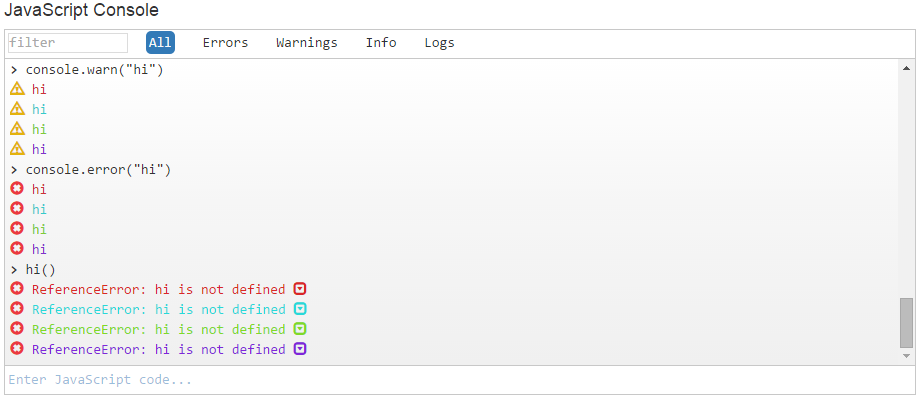 JavaScript Console
filter All Errors Warnings Info Logs
> console.warn("hi")
hi
hi
hi
hi
> console.error("hi")
hi
hi
hi
hi
> hi()
ReferenceError: hi is not defined
ReferenceError: hi is not defined
ReferenceError: hi is not defined
ReferenceError: hi is not defined
Enter JavaScript code...